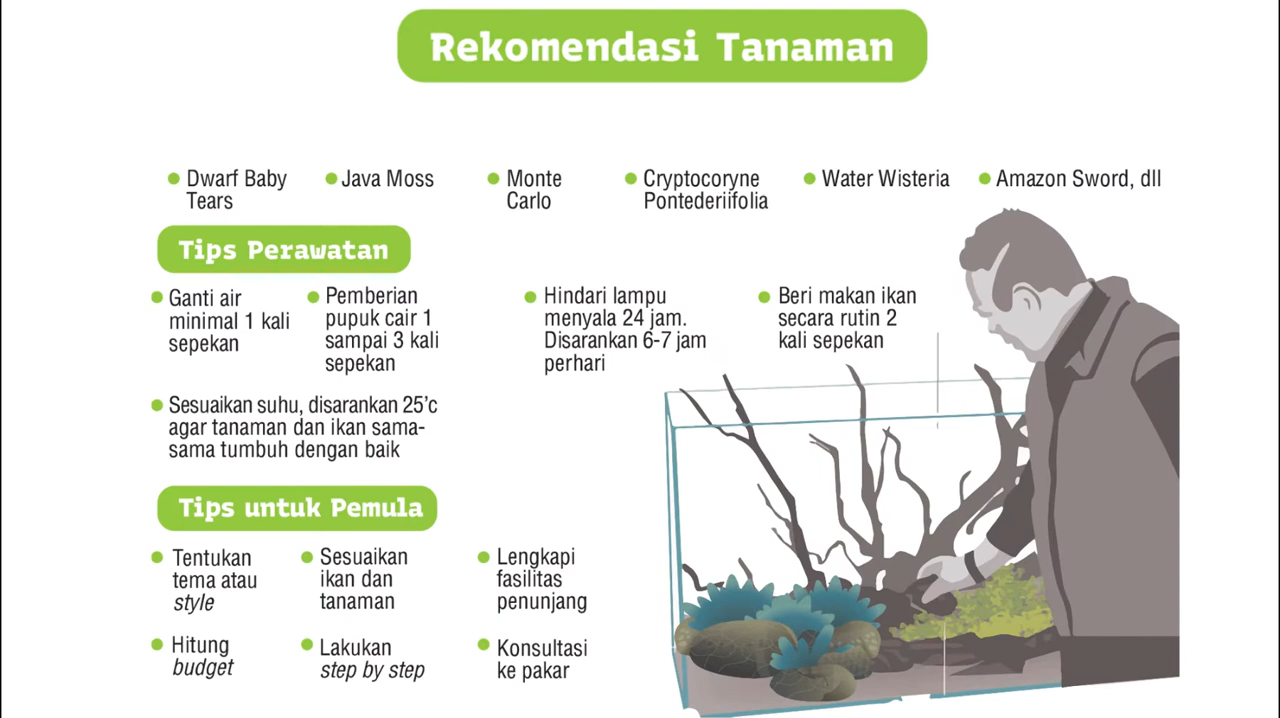 Rekomendasi Tanaman
Dwarf Baby
Tears
Java Moss
Monte
Carlo
Cryptocoryne
Pontederiifolia
Water Wisteria
Amazon Sword, dll
Tips Perawatan
Ganti air
minimal 1 kali
sepekan
Pemberian
pupuk cair 1
sampai 3 kali
sepekan
Hindari lampu
menyala 24 jam.
Disarankan 6-7 jam
perhari
Beri makan ikan
secara rutin 2
kali sepekan
Sesuaikan suhu, disarankan 25'c
agar tanaman dan ikan sama-
sama tumbuh dengan baik
Tips untuk Pemula
Tentukan
tema atau
style
Sesuaikan
ikan dan
tanaman
Lengkapi
fasilitas
penunjang
Hitung
budget
Lakukan
step by step
Konsultasi
ke pakar